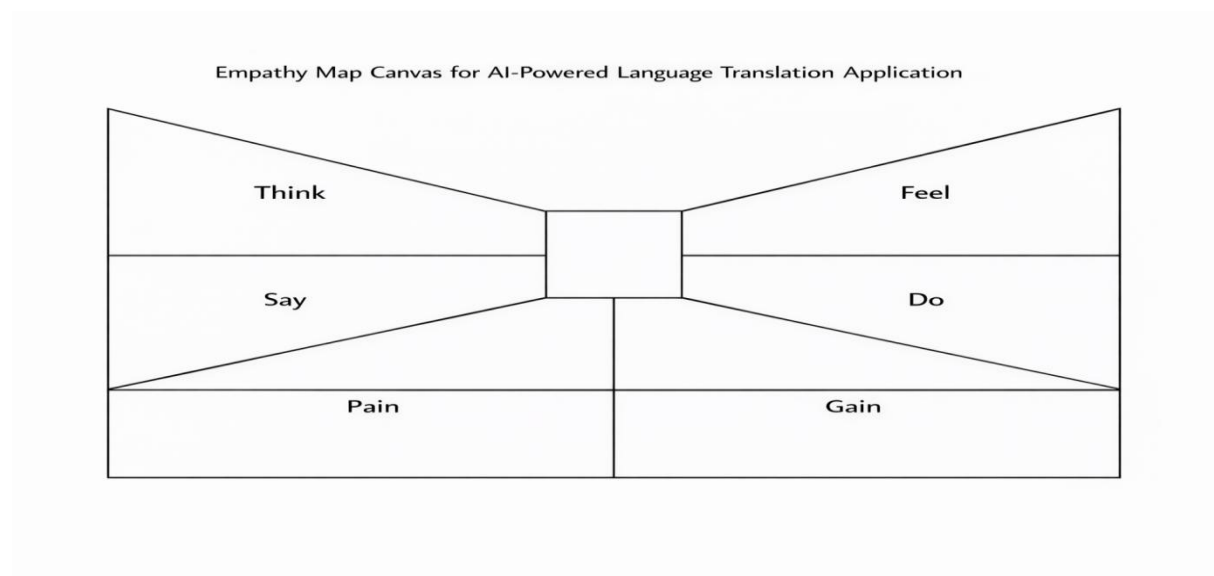 Empathy Map Canvas for AI-Powered Language Translation Application
Think
Feel
Say
Do
Pain
Gain